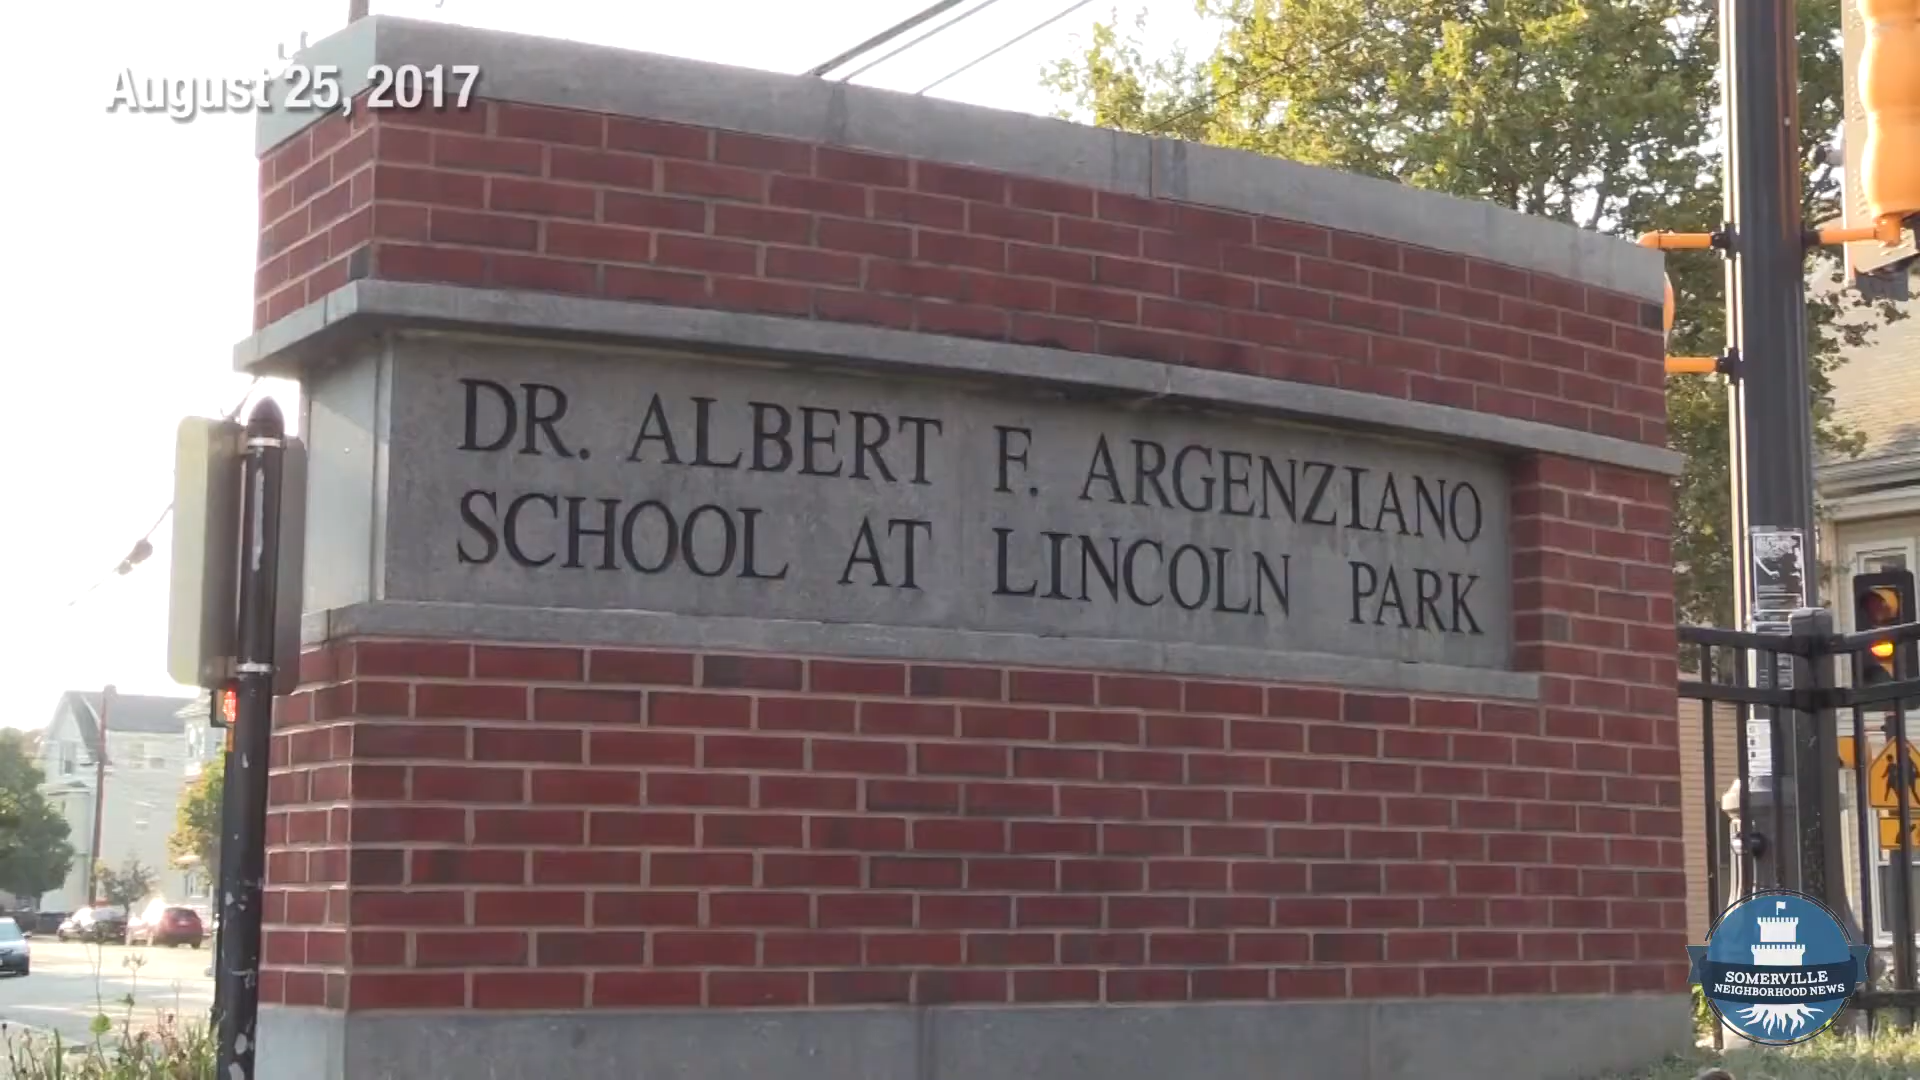 August 25, 2017
DR. ALBERT F. ARGENZIANO
SCHOOL AT LINCOLN PARK
SOMERVILLE
NEIGHBORHOOD NEWS